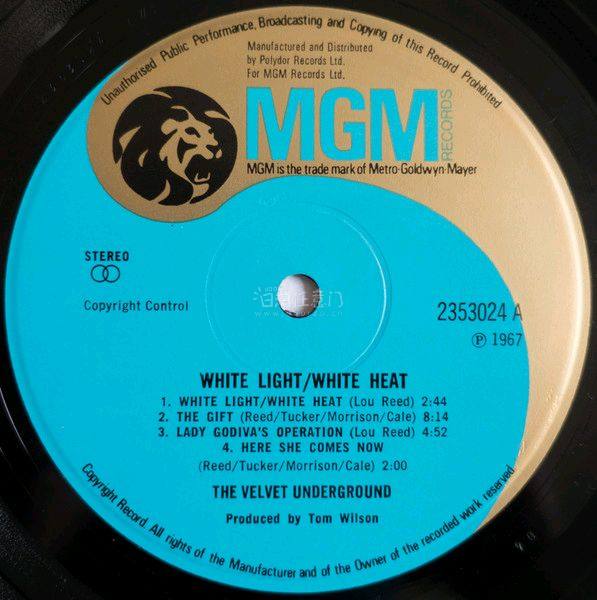 Unauthorised Public Performance, Broadcasting and Copying of this Record Prohibited
Manufactured and Distributed
by Polydor Records Ltd.
For MGM Records Ltd.
MGM
RECORDS
MGM is the trade mark of Metro-Goldwyn-Mayer
STEREO
Copyright Control
2353024 A
℗ 1967
WHITE LIGHT/WHITE HEAT
1. WHITE LIGHT/WHITE HEAT (Lou Reed) 2:44
2. THE GIFT (Reed/Tucker/Morrison/Cale) 8:14
3. LADY GODIVA'S OPERATION (Lou Reed) 4:52
4. HERE SHE COMES NOW
(Reed/Tucker/Morrison/Cale) 2:00
THE VELVET UNDERGROUND
Produced by Tom Wilson
Copyright Record. All rights of the Manufacturer and of the Owner of the recorded work reserved